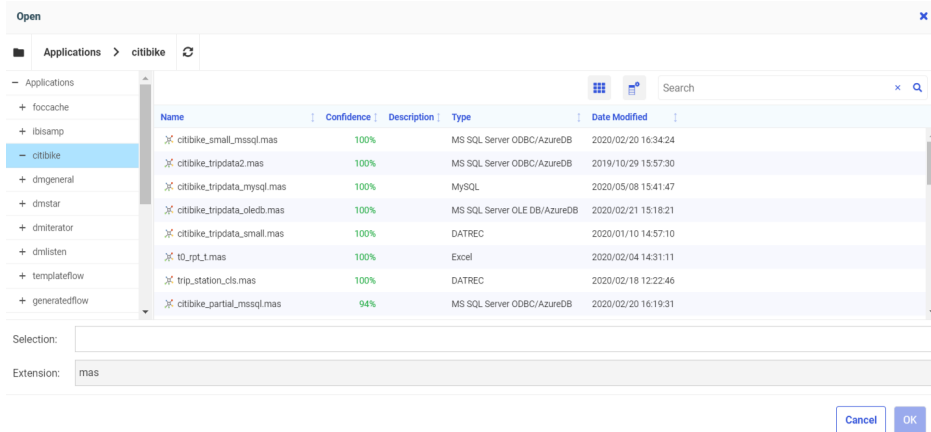 Open
Applications > citibike
Search
− Applications
+ foccache
+ ibisamp
− citibike
+ dmgeneral
+ dmstar
+ dmiterator
+ dmlisten
+ templateflow
+ generatedflow
Name Confidence Description Type Date Modified
citibike_small_mssql.mas 100% MS SQL Server ODBC/AzureDB 2020/02/20 16:34:24
citibike_tripdata2.mas 100% MS SQL Server ODBC/AzureDB 2019/10/29 15:57:30
citibike_tripdata_mysql.mas 100% MySQL 2020/05/08 15:41:47
citibike_tripdata_oledb.mas 100% MS SQL Server OLE DB/AzureDB 2020/02/21 15:18:21
citibike_tripdata_small.mas 100% DATREC 2020/01/10 14:57:10
t0_rpt_t.mas 100% Excel 2020/02/04 14:31:11
trip_station_cls.mas 100% DATREC 2020/02/18 12:22:46
citibike_partial_mssql.mas 94% MS SQL Server ODBC/AzureDB 2020/02/20 16:19:31
Selection:
Extension: mas
Cancel OK